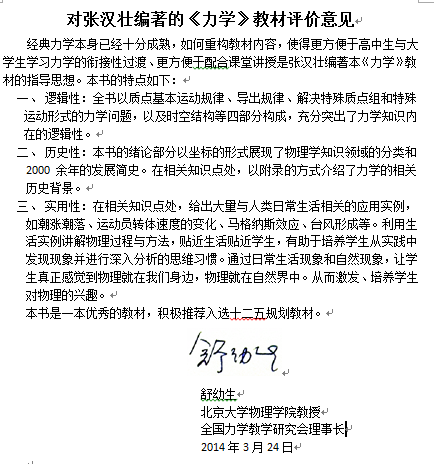 对张汉壮编著的《力学》教材评价意见
经典力学本身已经十分成熟，如何重构教材内容，使得更方便于高中生与大
学生学习力学的衔接性过渡、更方便于配合课堂讲授是张汉壮编著本《力学》教
材的指导思想。本书的特点如下：
一、 逻辑性：全书以质点基本运动规律、导出规律、解决特殊质点组和特殊
运动形式的力学问题，以及时空结构等四部分构成，充分突出了力学知识内
在的逻辑性。
二、 历史性：本书的绪论部分以坐标的形式展现了物理学知识领域的分类和
2000 余年的发展简史。在相关知识点处，以附录的方式介绍了力学的相关
历史背景。
三、 实用性：在相关知识点处，给出大量与人类日常生活相关的应用实例，
如潮涨潮落、运动员转体速度的变化、马格纳斯效应、台风形成等。利用生
活实例讲解物理过程与方法，贴近生活贴近学生，有助于培养学生从实践中
发现现象并进行深入分析的思维习惯。通过日常生活现象和自然现象，让学
生真正感觉到物理就在我们身边，物理就在自然界中。从而激发、培养学生
对物理的兴趣。
本书是一本优秀的教材，积极推荐入选十二五规划教材。
舒幼生
舒幼生
北京大学物理学院教授
全国力学教学研究会理事长
2014 年 3 月 24 日